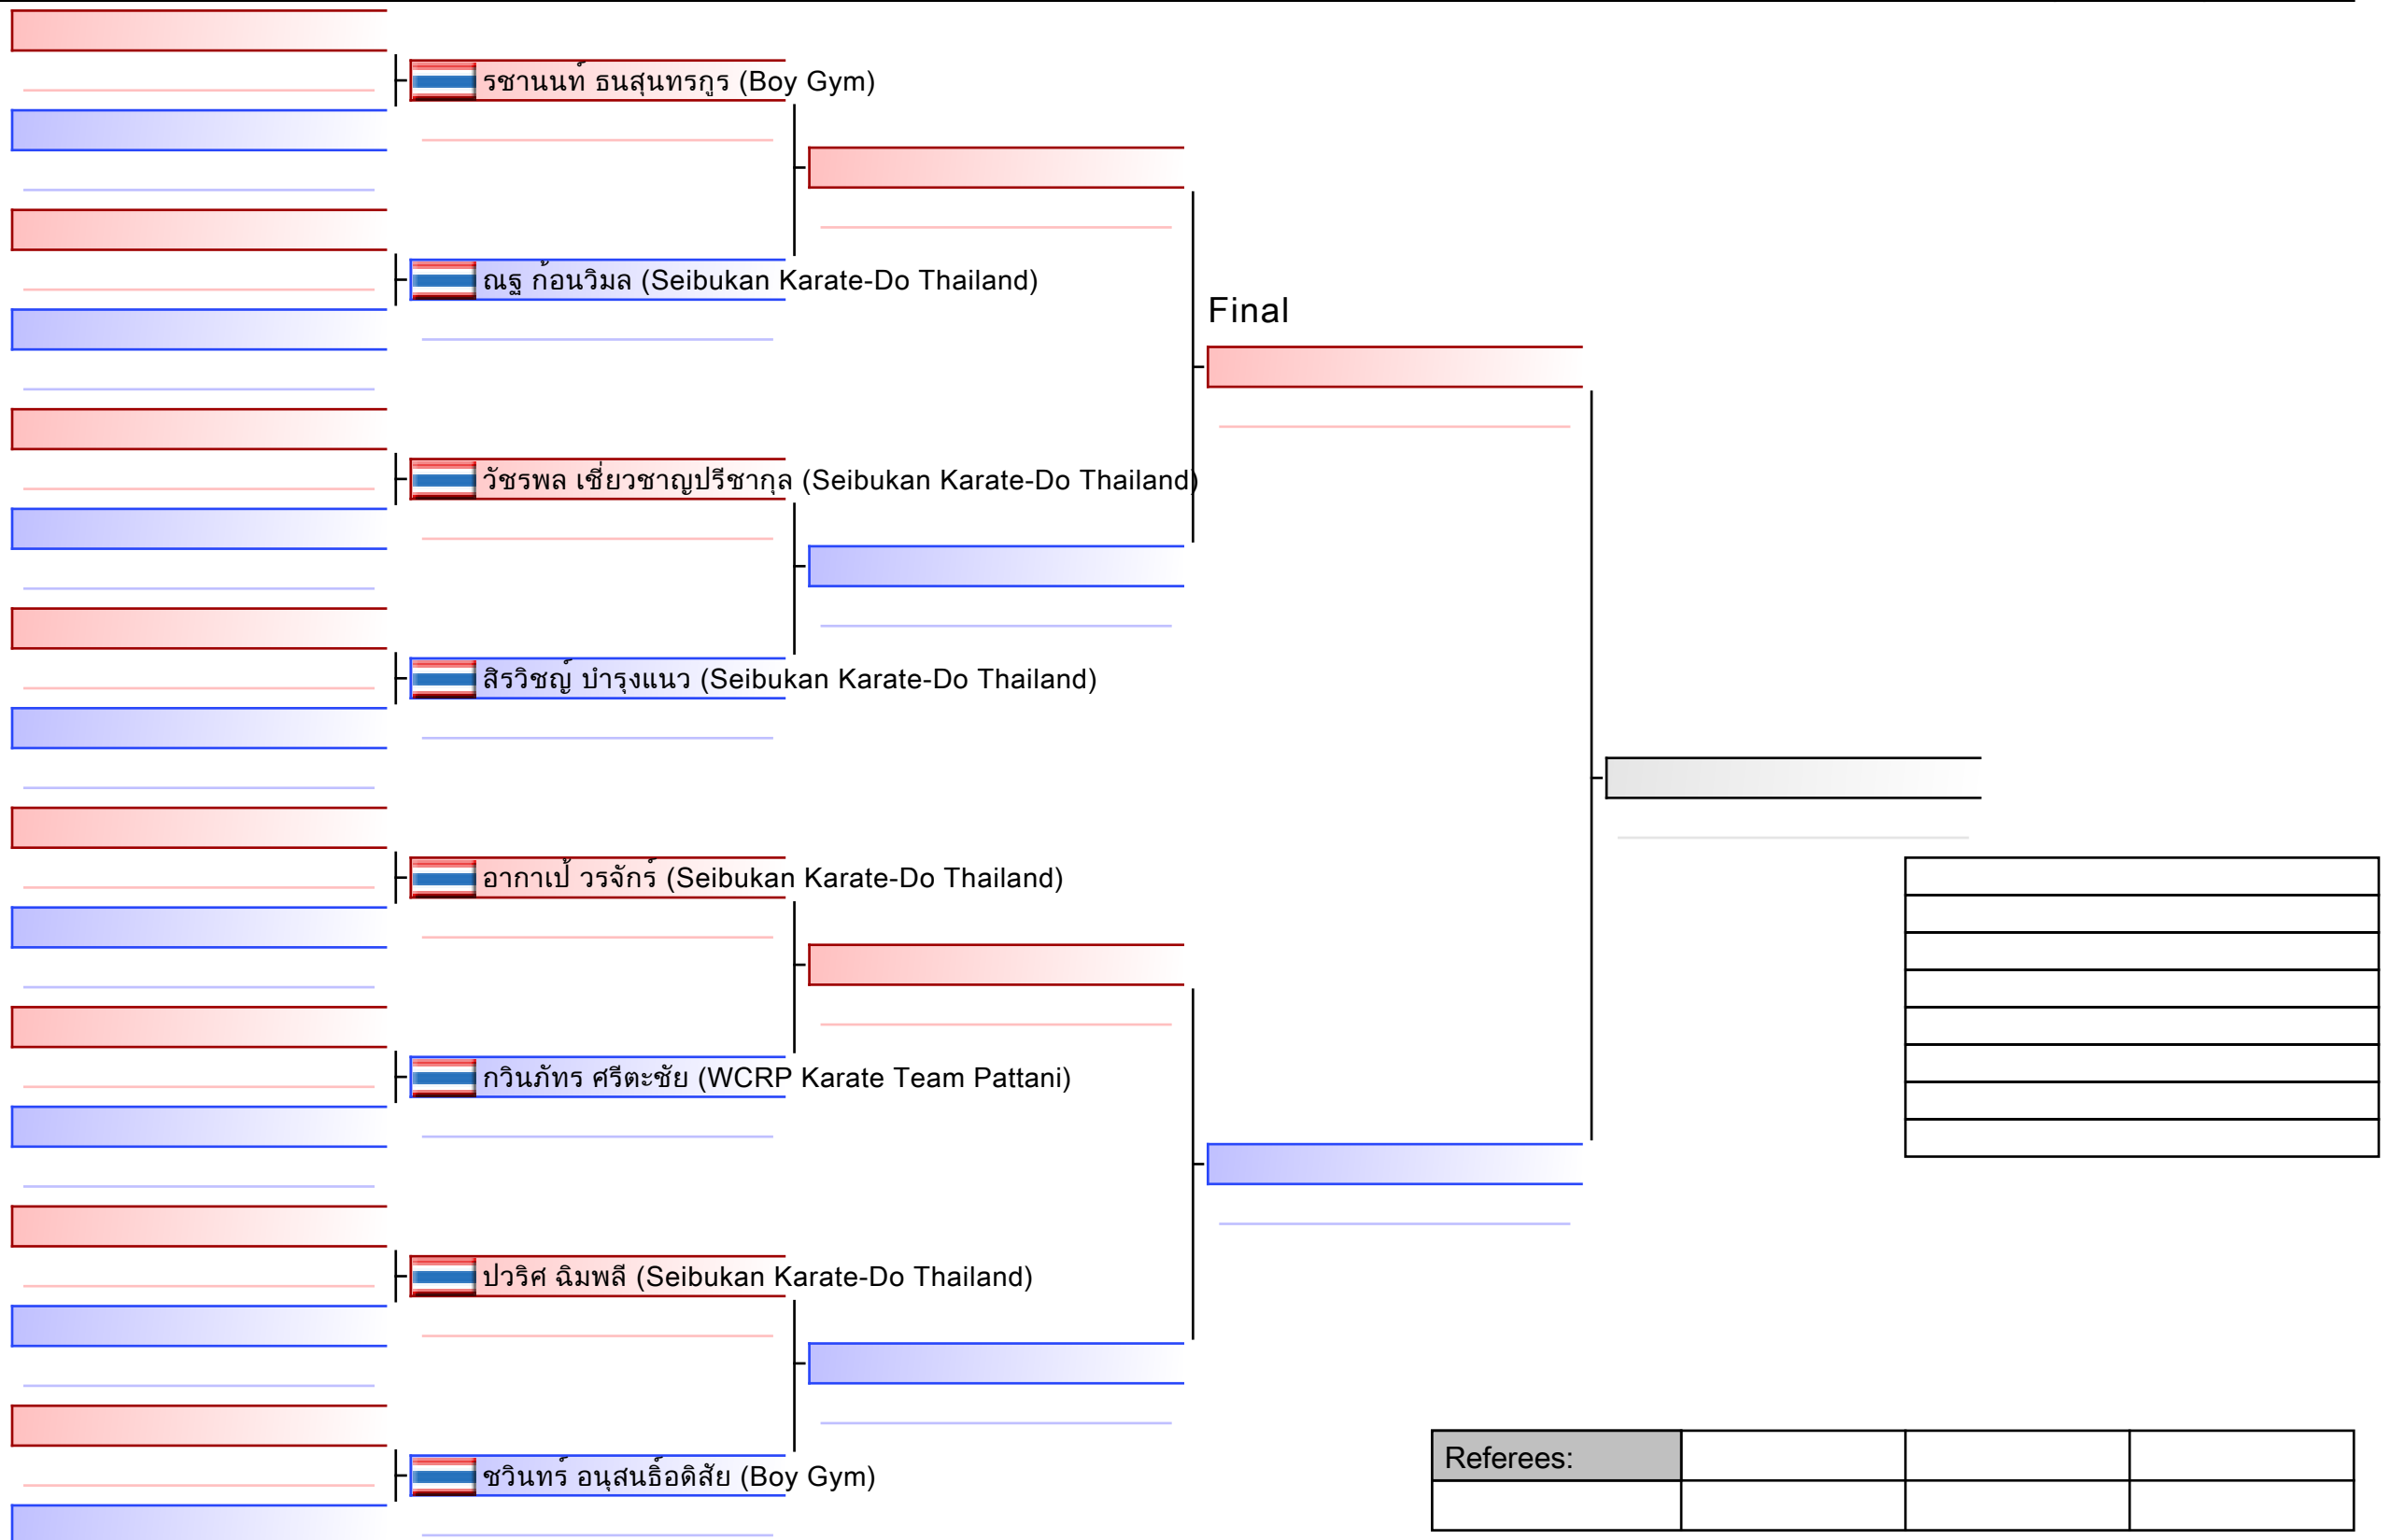 รชานนท์ ธนสุนทรกูร (Boy Gym)
ณฐ ก้อนวิมล (Seibukan Karate-Do Thailand)
Final
วัชรพล เชี่ยวชาญปรีชากุล (Seibukan Karate-Do Thailand)
สิรวิชญ์ บำรุงแนว (Seibukan Karate-Do Thailand)
อากาเป้ วรจักร์ (Seibukan Karate-Do Thailand)
กวินภัทร ศรีตะชัย (WCRP Karate Team Pattani)
ปวริศ ฉิมพลี (Seibukan Karate-Do Thailand)
ชวินทร์ อนุสนธิ์อดิสัย (Boy Gym)
Referees: